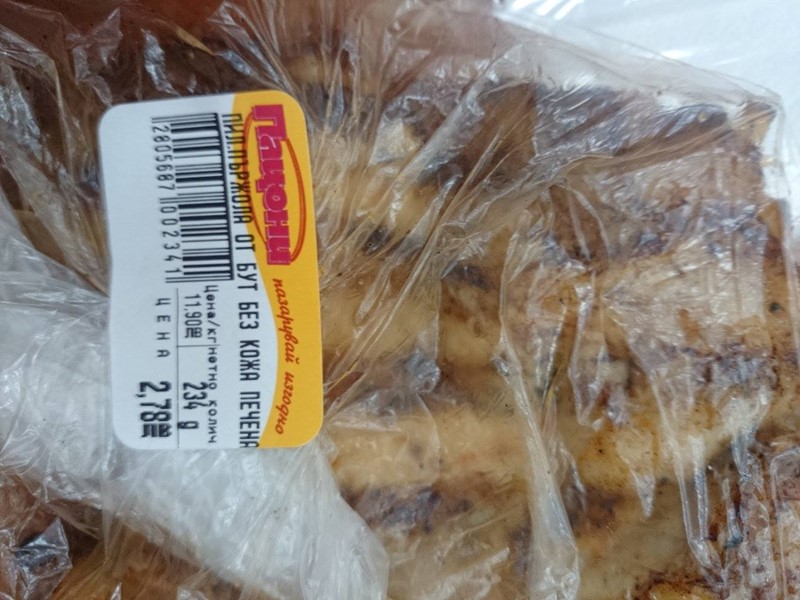 Гацони
пазарувай изгодно
ПИЛ.ПЪРЖОЛА ОТ БУТ БЕЗ КОЖА ПЕЧЕНА
2805687 002341
Цена/кг нетно колич
11.90 234 g
ЦЕНА 2,78